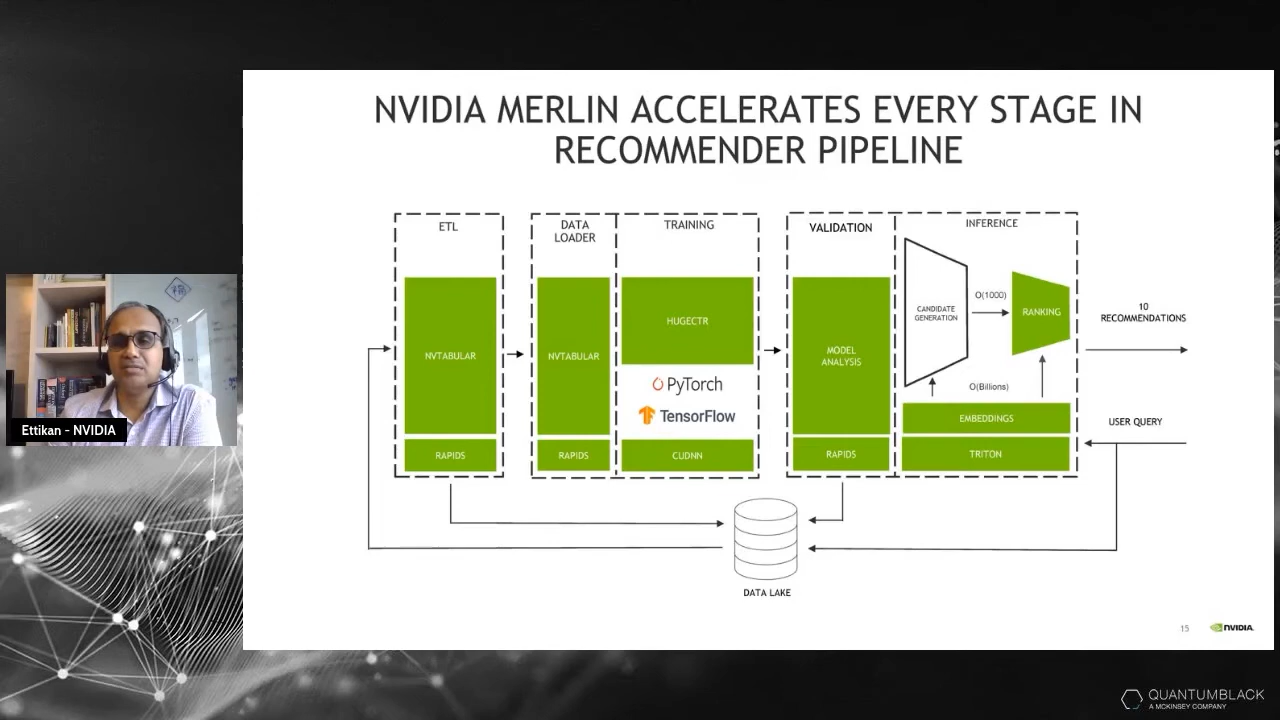 NVIDIA MERLIN ACCELERATES EVERY STAGE IN
RECOMMENDER PIPELINE
ETL
NVTABULAR
RAPIDS
DATA
LOADER
NVTABULAR
RAPIDS
TRAINING
HUGECTR
PyTorch
TensorFlow
CUDNN
VALIDATION
MODEL
ANALYSIS
RAPIDS
INFERENCE
CANDIDATE
GENERATION
O(1000)
RANKING
O(Billions)
EMBEDDINGS
TRITON
10
RECOMMENDATIONS
USER QUERY
DATA LAKE
15
NVIDIA.
Ettikan - NVIDIA
QUANTUMBLACK
A MCKINSEY COMPANY